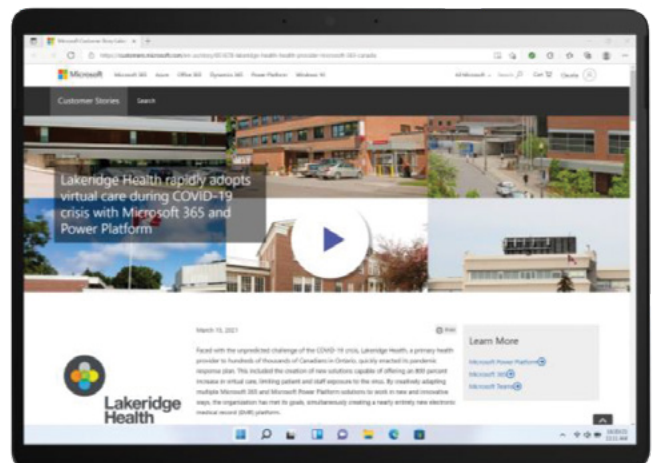 Microsoft Customer Story-Lake
Microsoft
Microsoft 365
Azure
Office 365
Dynamics 365
Power Platform
Windows 10
All Microsoft
Search
Cart
Customer Stories
Search
Lakeridge Health rapidly adopts
virtual care during COVID-19
crisis with Microsoft 365 and
Power Platform
March 15, 2021
Print
Faced with the unpredicted challenge of the COVID-19 crisis, Lakeridge Health, a primary health
provider to hundreds of thousands of Canadians in Ontario, quickly enacted its pandemic
response plan. This included the creation of new solutions capable of offering an 800 percent
increase in virtual care, limiting patient and staff exposure to the virus. By creatively adapting
multiple Microsoft 365 and Microsoft Power Platform solutions to work in new and innovative
ways, the organization has met its goals, simultaneously creating a nearly entirely new electronic
medical record (EMR) platform.
Learn More
Microsoft Power Platform
Microsoft 365
Microsoft Teams
Lakeridge
Health